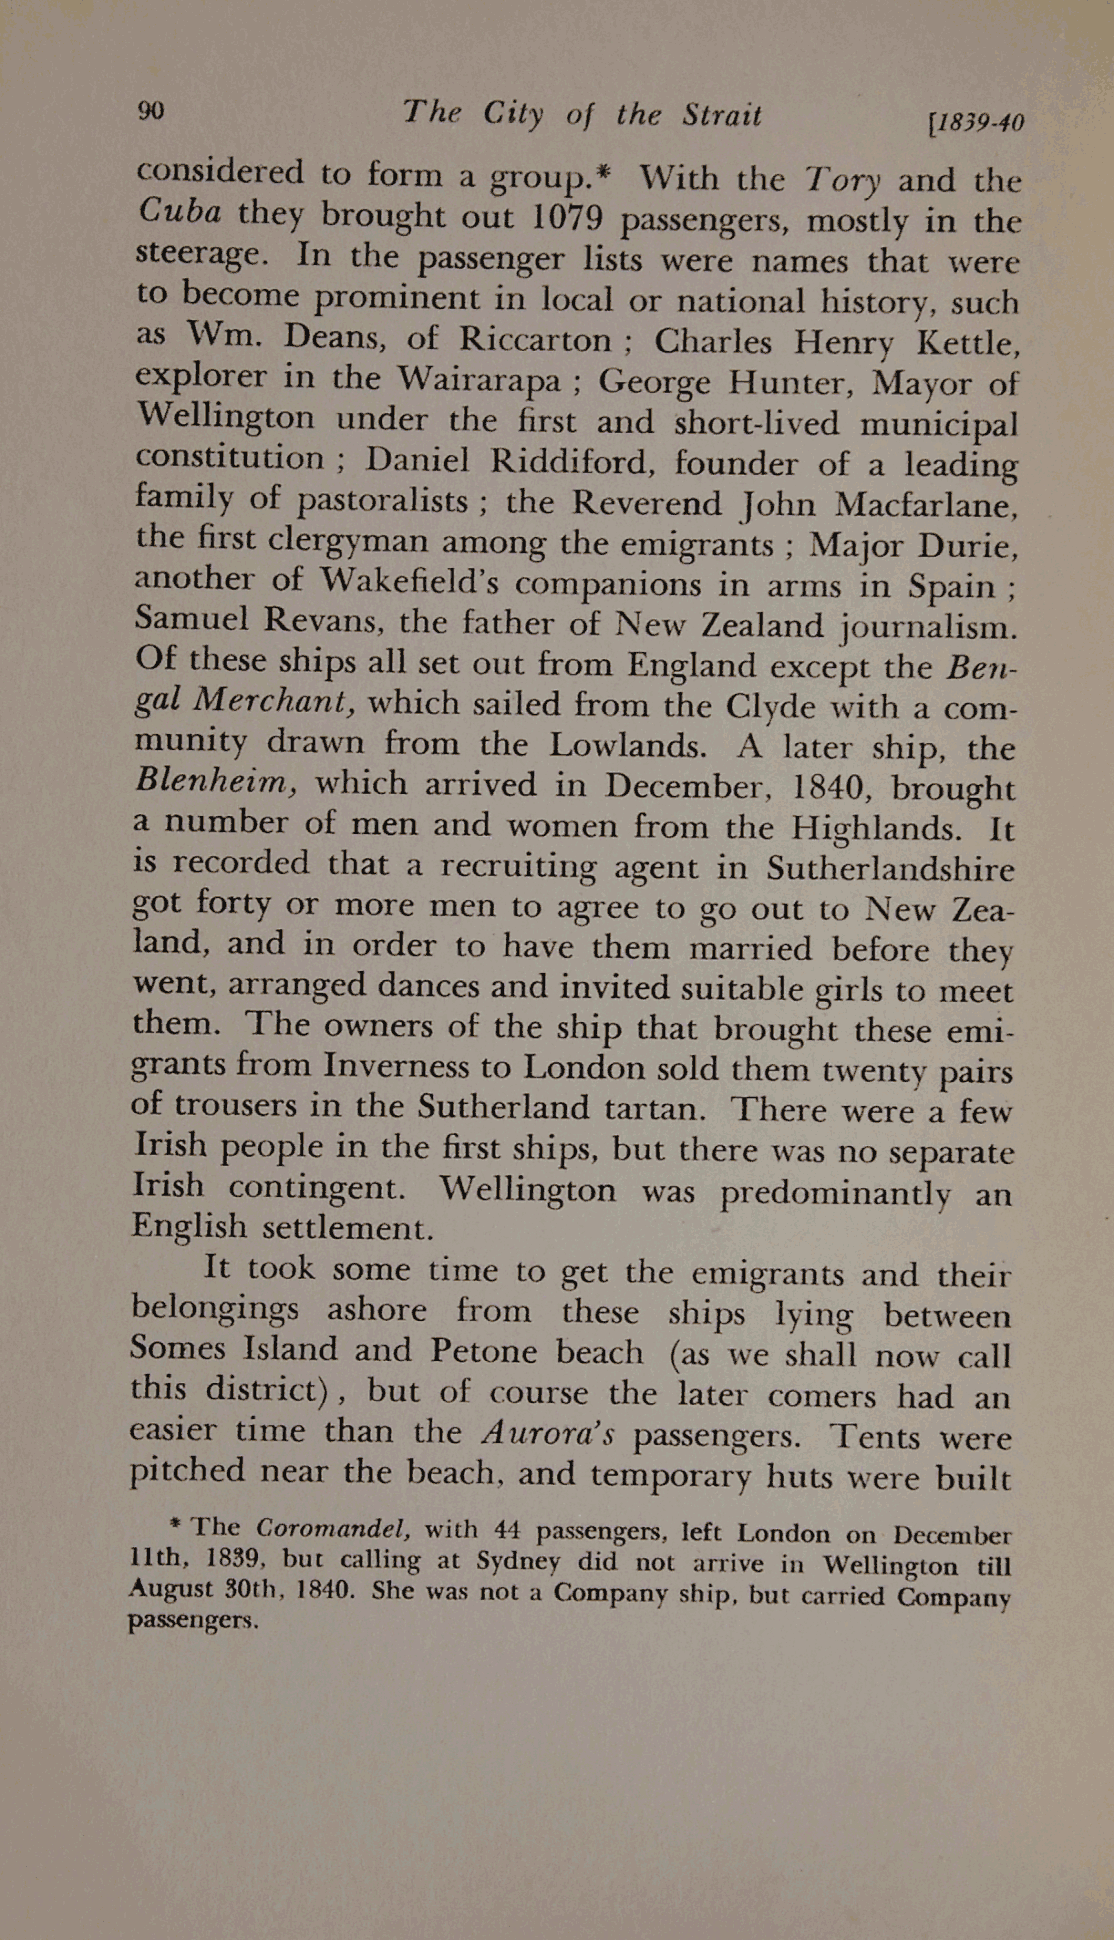 90 The City of the Strait [1839-40
considered to form a group.* With the Tory and the
Cuba they brought out 1079 passengers, mostly in the
steerage. In the passenger lists were names that were
to become prominent in local or national history, such
as Wm. Deans, of Riccarton ; Charles Henry Kettle,
explorer in the Wairarapa ; George Hunter, Mayor of
Wellington under the first and short-lived municipal
constitution ; Daniel Riddiford, founder of a leading
family of pastoralists ; the Reverend John Macfarlane,
the first clergyman among the emigrants ; Major Durie,
another of Wakefield's companions in arms in Spain ;
Samuel Revans, the father of New Zealand journalism.
Of these ships all set out from England except the Ben-
gal Merchant, which sailed from the Clyde with a com-
munity drawn from the Lowlands. A later ship, the
Blenheim, which arrived in December, 1840, brought
a number of men and women from the Highlands. It
is recorded that a recruiting agent in Sutherlandshire
got forty or more men to agree to go out to New Zea-
land, and in order to have them married before they
went, arranged dances and invited suitable girls to meet
them. The owners of the ship that brought these emi-
grants from Inverness to London sold them twenty pairs
of trousers in the Sutherland tartan. There were a few
Irish people in the first ships, but there was no separate
Irish contingent. Wellington was predominantly an
English settlement.
It took some time to get the emigrants and their
belongings ashore from these ships lying between
Somes Island and Petone beach (as we shall now call
this district), but of course the later comers had an
easier time than the Aurora's passengers. Tents were
pitched near the beach, and temporary huts were built
* The Coromandel, with 44 passengers, left London on December
11th, 1839, but calling at Sydney did not arrive in Wellington till
August 30th, 1840. She was not a Company ship, but carried Company
passengers.